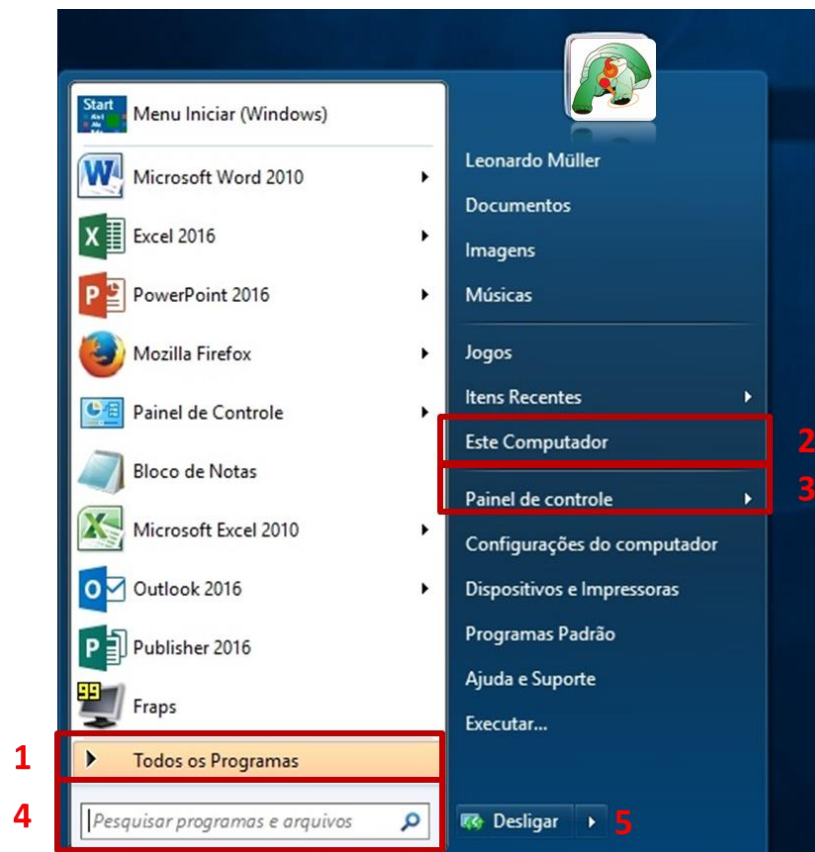 Start
Menu Iniciar (Windows)
Microsoft Word 2010
Excel 2016
PowerPoint 2016
Mozilla Firefox
Painel de Controle
Bloco de Notas
Microsoft Excel 2010
Outlook 2016
Publisher 2016
99
Fraps
1
Todos os Programas
4
Pesquisar programas e arquivos
Leonardo Müller
Documentos
Imagens
Músicas
Jogos
Itens Recentes
Este Computador
2
Painel de controle
3
Configurações do computador
Dispositivos e Impressoras
Programas Padrão
Ajuda e Suporte
Executar...
Desligar
5